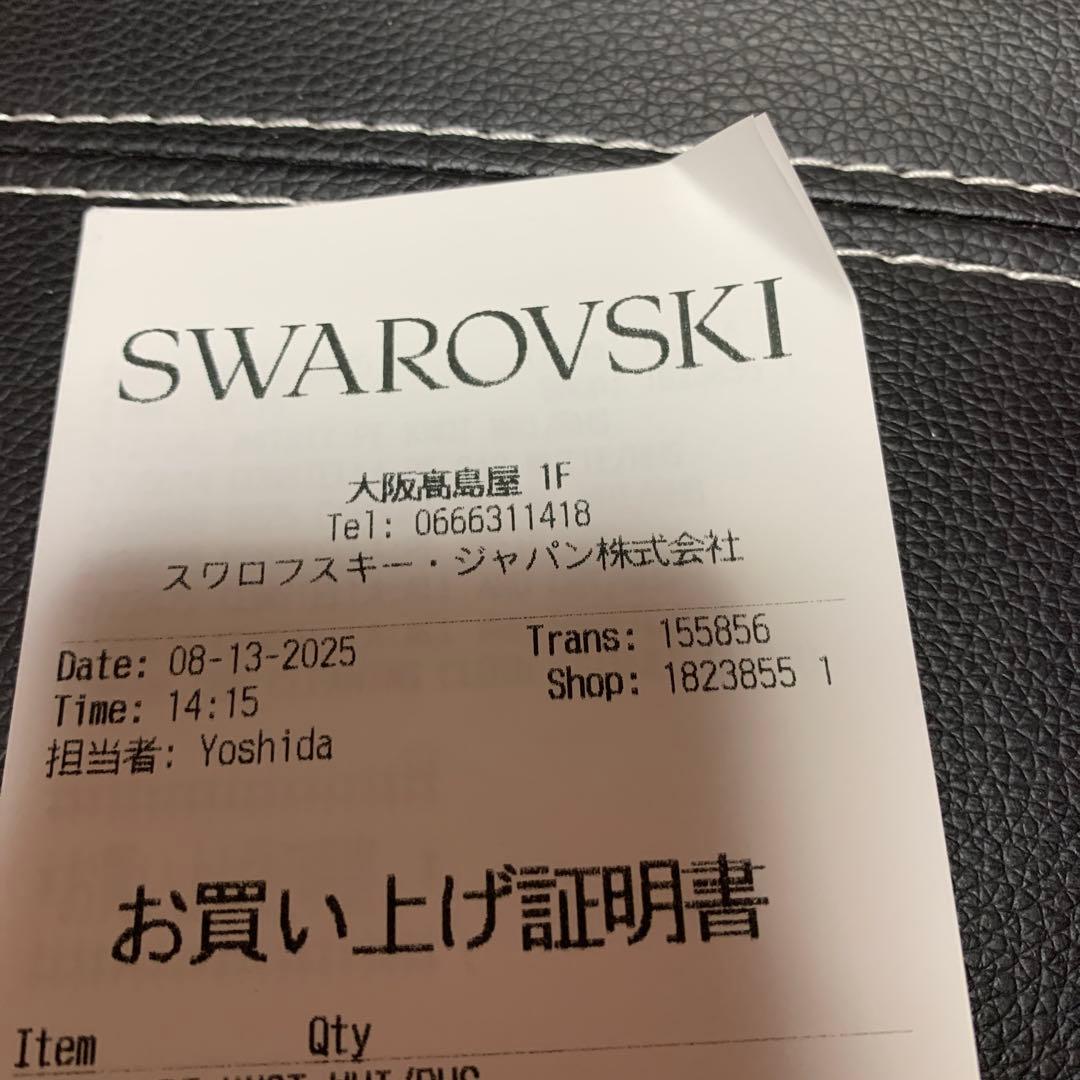 SWAROVSKI
大阪髙島屋 1F
Tel: 0666311418
スワロフスキー・ジャパン株式会社
Date: 08-13-2025 Trans: 155856
Time: 14:15 Shop: 1823855 1
担当者: Yoshida
お買い上げ証明書
Item Qty